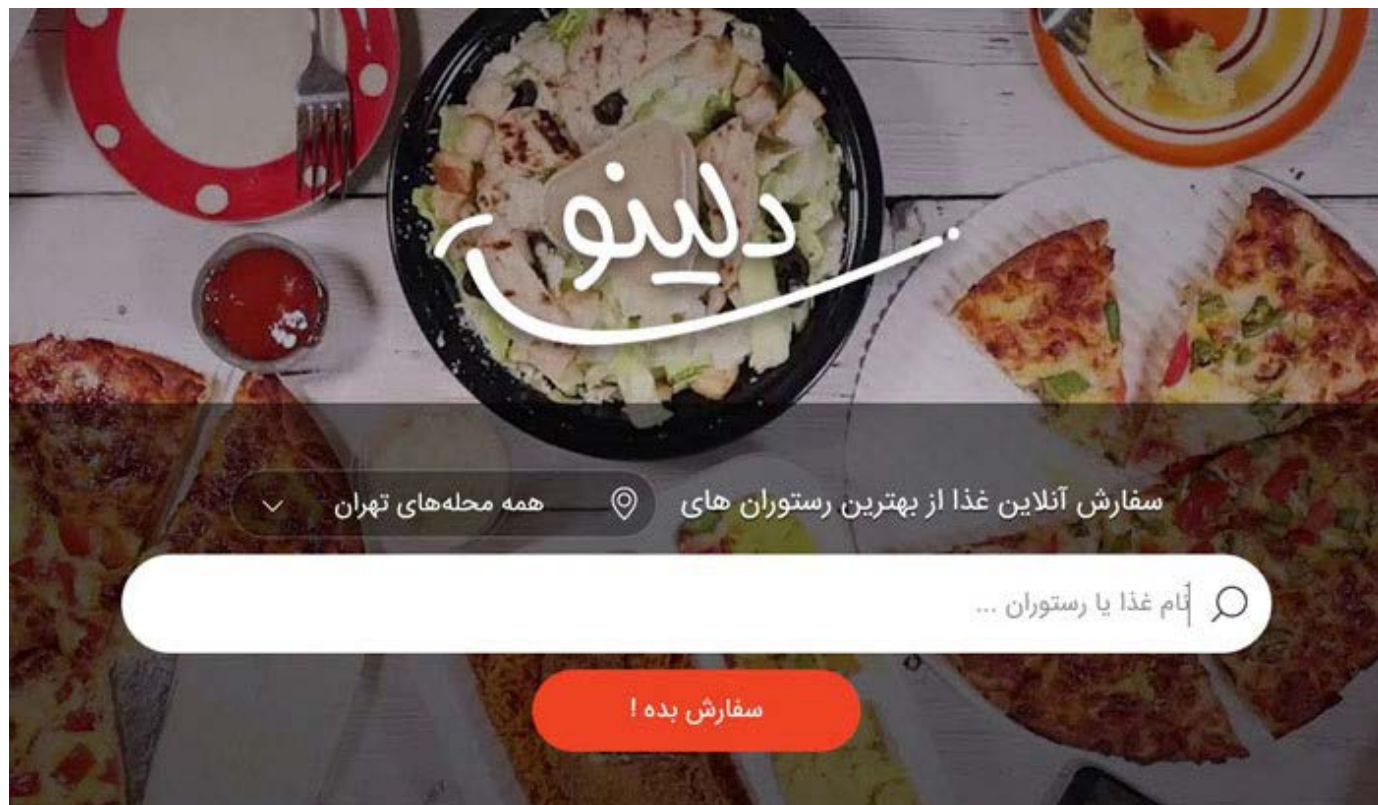 دلینو
سفارش آنلاین غذا از بهترین رستوران های همه محله‌های تهران
نام غذا یا رستوران ...
سفارش بده !